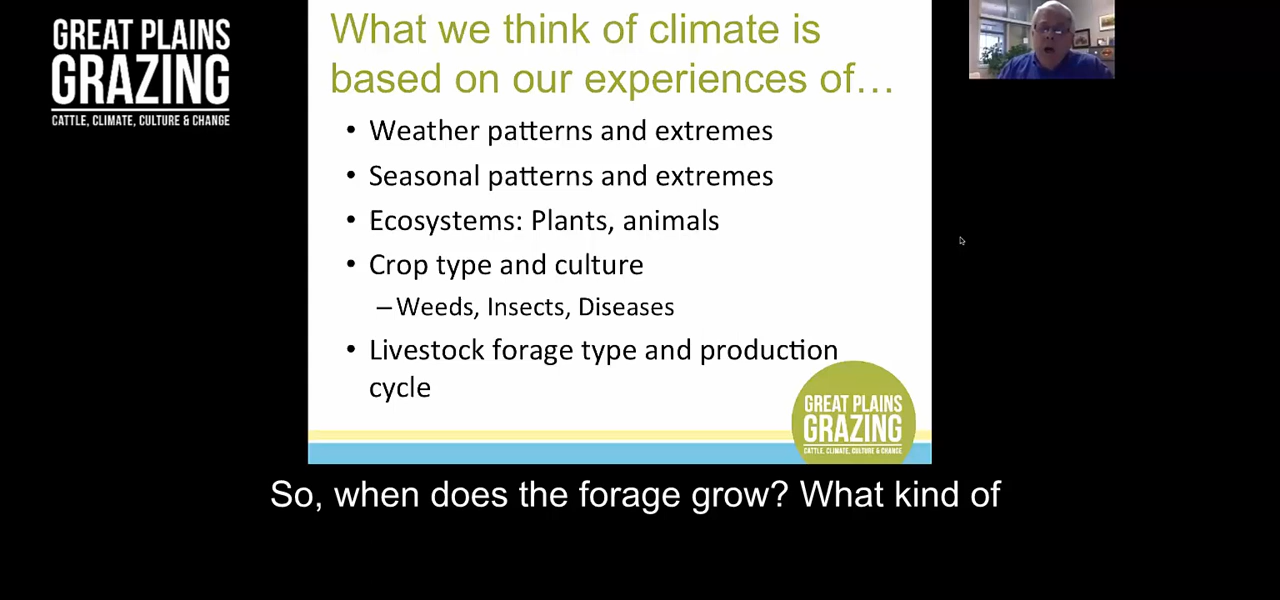 GREAT PLAINS
GRAZING
CATTLE, CLIMATE, CULTURE & CHANGE
What we think of climate is
based on our experiences of…
• Weather patterns and extremes
• Seasonal patterns and extremes
• Ecosystems: Plants, animals
• Crop type and culture
–Weeds, Insects, Diseases
• Livestock forage type and production
cycle
GREAT PLAINS
GRAZING
CATTLE, CLIMATE, CULTURE & CHANGE
So, when does the forage grow? What kind of